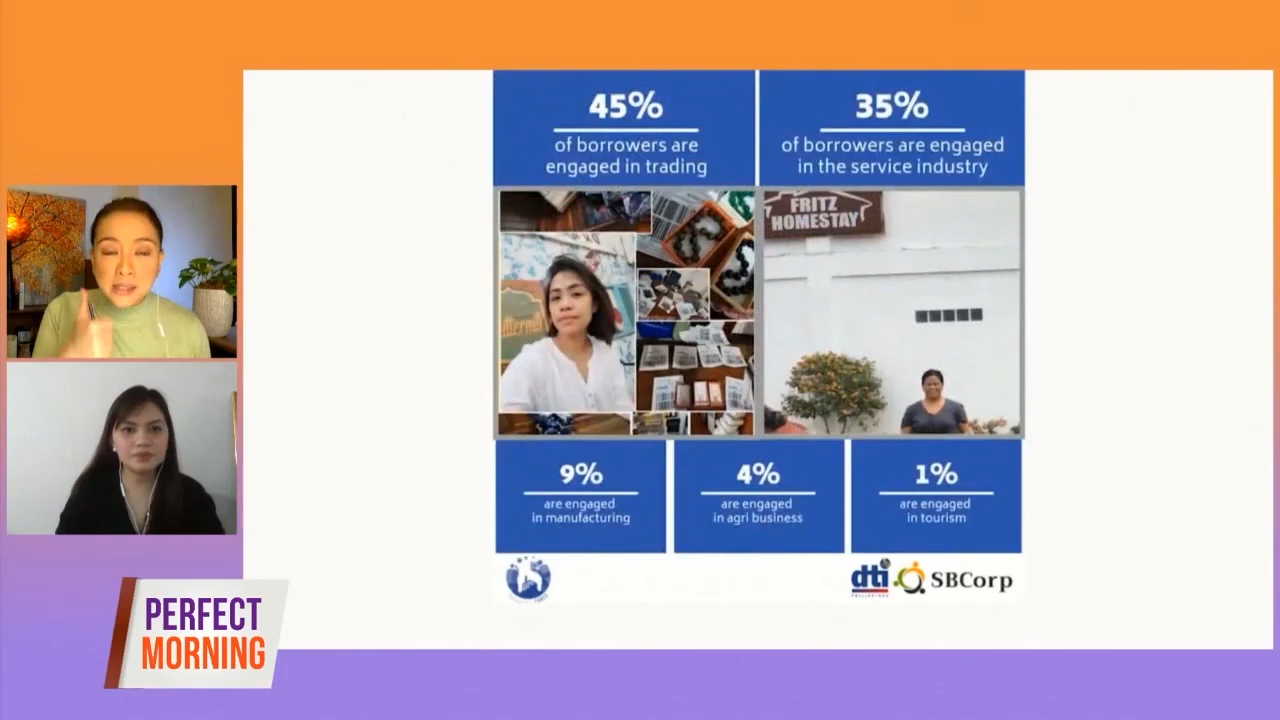 45%
of borrowers are
engaged in trading
35%
of borrowers are engaged
in the service industry
FRITZ
HOMESTAY
9%
are engaged
in manufacturing
4%
are engaged
in agri business
1%
are engaged
in tourism
dti
PHILIPPINES
SBCorp
PERFECT
MORNING